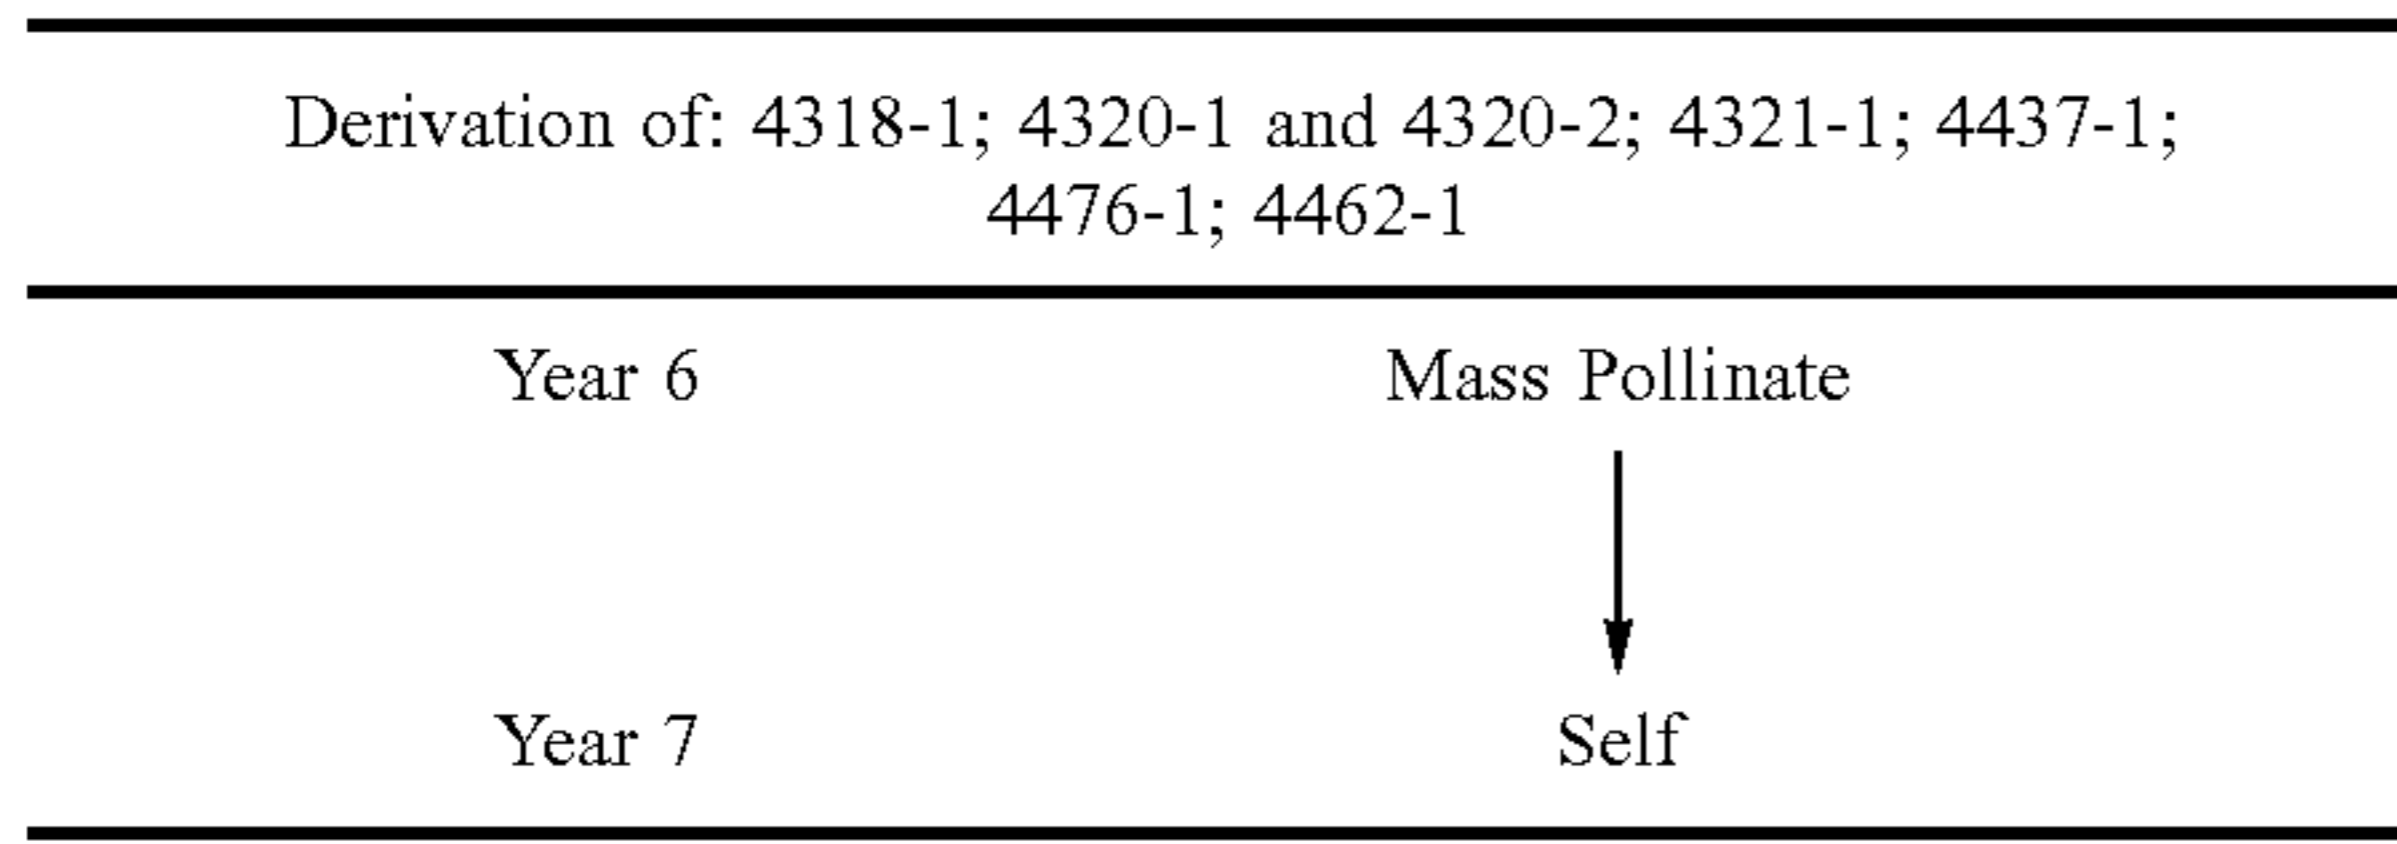 Derivation of: 4318-1; 4320-1 and 4320-2; 4321-1; 4437-1;
4476-1; 4462-1
Year 6 Mass Pollinate
Year 7 Self